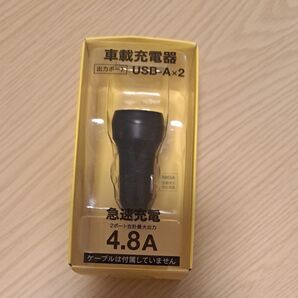 車載充電器
出力ポート USB-A×2
急速充電
2ポート合計最大出力
4.8A
ケーブルは付属していません